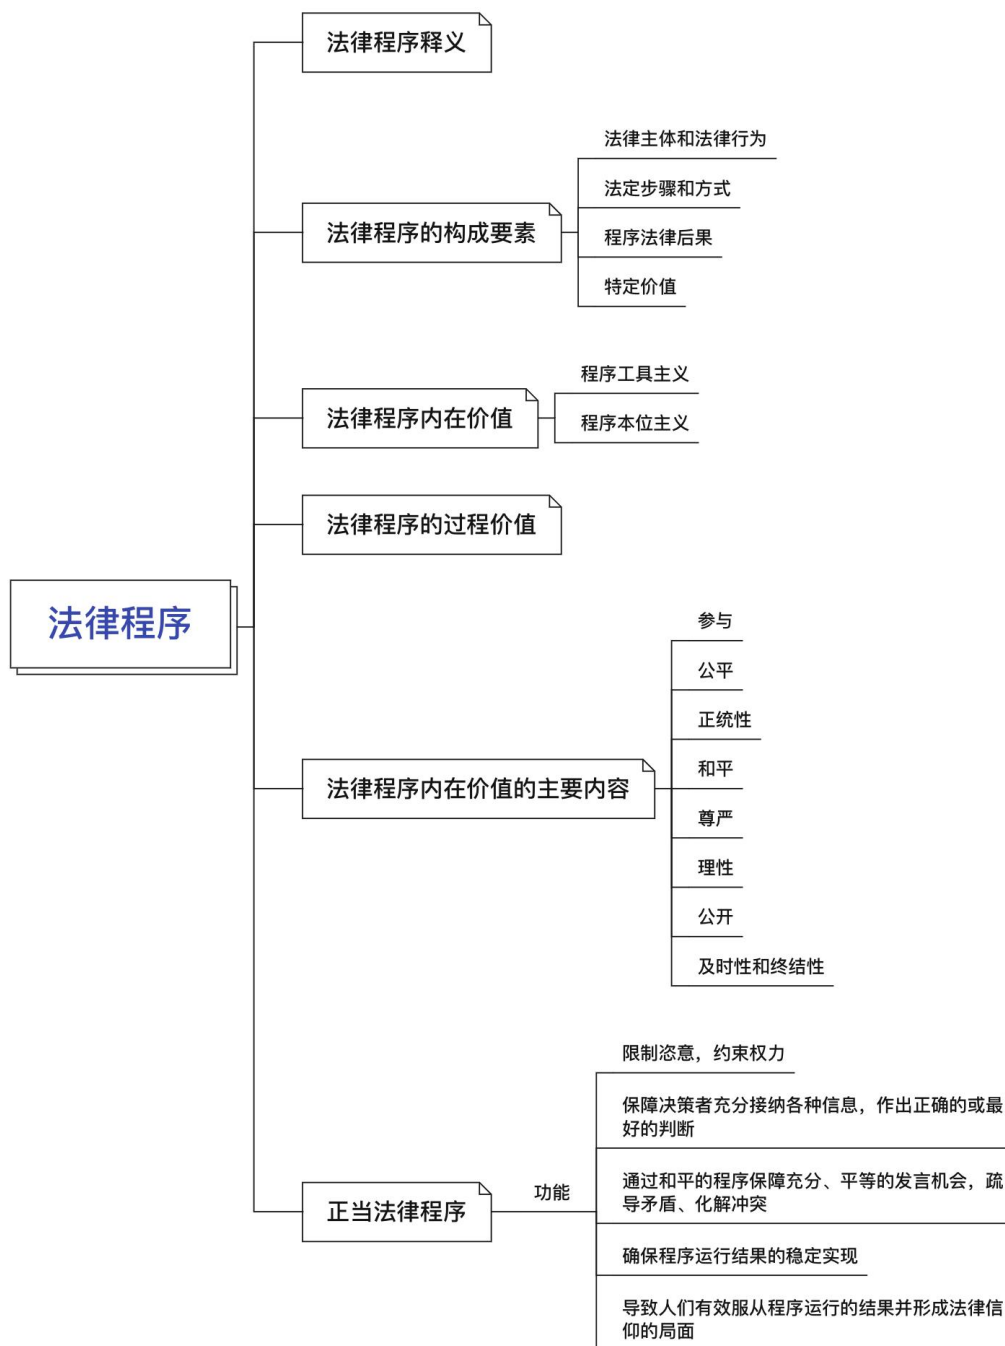 法律程序
法律程序释义
法律程序的构成要素
法律主体和法律行为
法定步骤和方式
程序法律后果
特定价值
法律程序内在价值
程序工具主义
程序本位主义
法律程序的过程价值
法律程序内在价值的主要内容
参与
公平
正统性
和平
尊严
理性
公开
及时性和终结性
正当法律程序
功能
限制恣意，约束权力
保障决策者充分接纳各种信息，作出正确的或最
好的判断
通过和平的程序保障充分、平等的发言机会，疏
导矛盾、化解冲突
确保程序运行结果的稳定实现
导致人们有效服从程序运行的结果并形成法律信
仰的局面